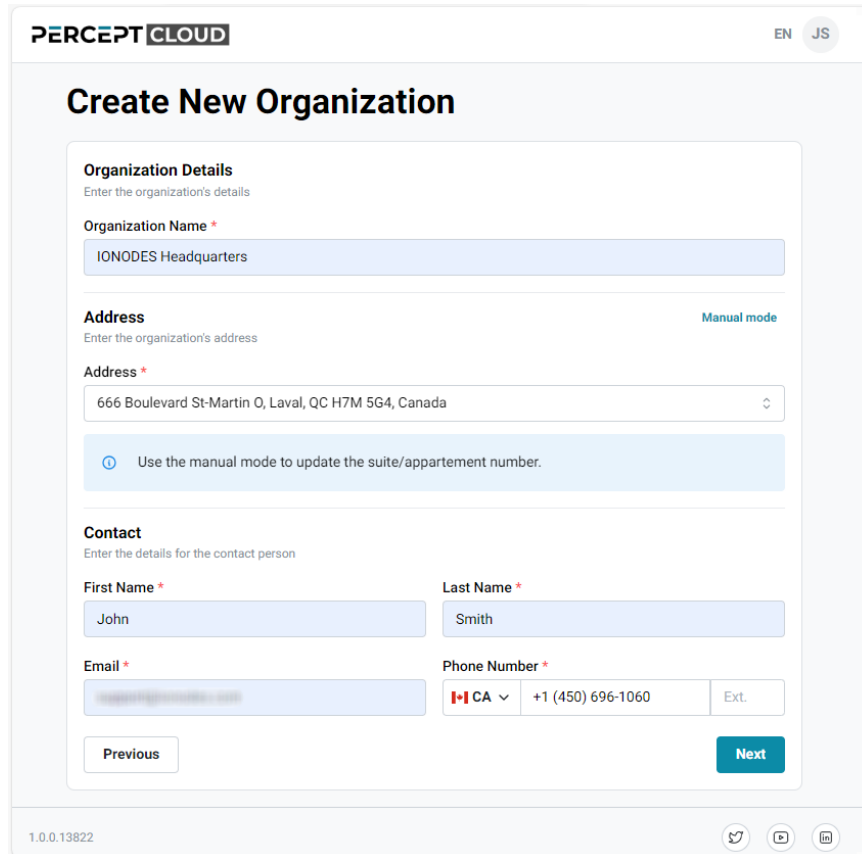 PERCEPT CLOUD
EN JS
Create New Organization
Organization Details
Enter the organization's details
Organization Name *
IONODES Headquarters
Address Manual mode
Enter the organization's address
Address *
666 Boulevard St-Martin O, Laval, QC H7M 5G4, Canada
Use the manual mode to update the suite/appartement number.
Contact
Enter the details for the contact person
First Name * Last Name *
John Smith
Email * Phone Number *
CA +1 (450) 696-1060 Ext.
Previous Next
1.0.0.13822 in